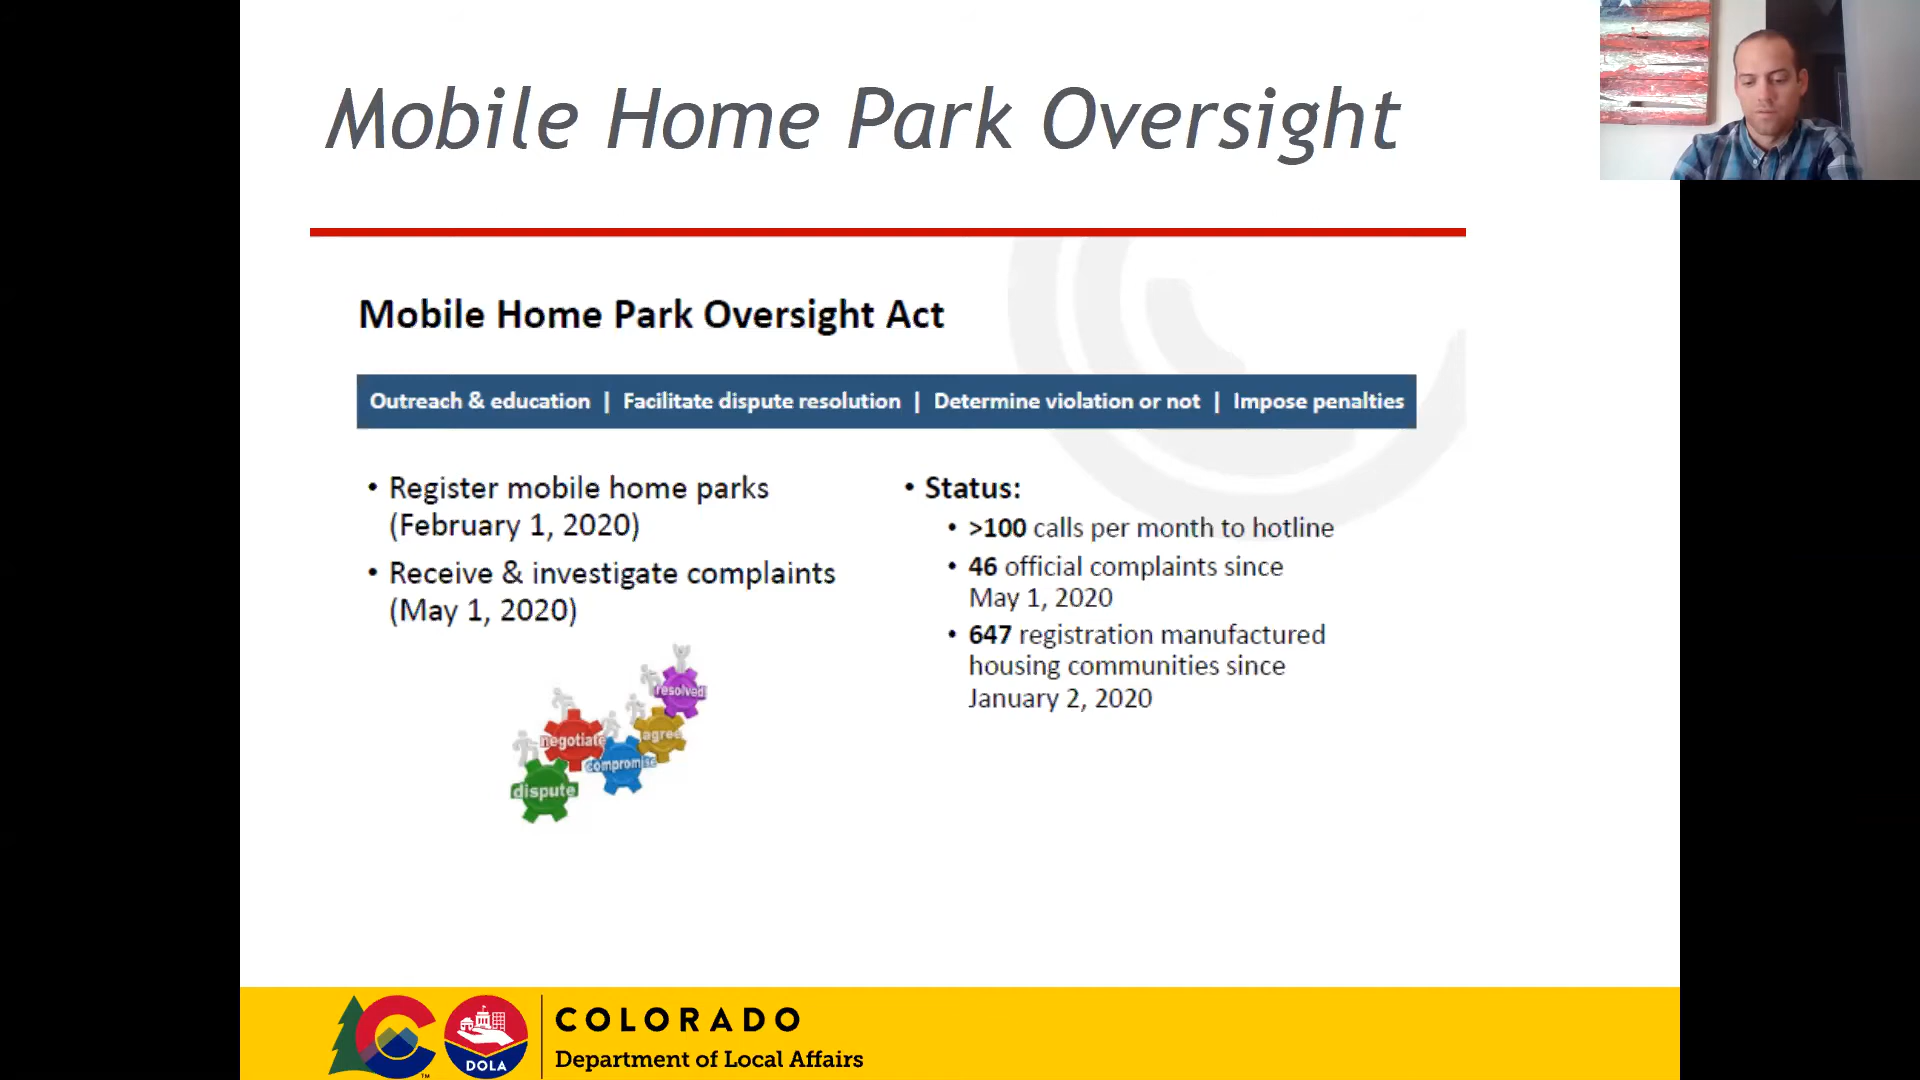 Mobile Home Park Oversight
Mobile Home Park Oversight Act
Outreach & education | Facilitate dispute resolution | Determine violation or not | Impose penalties
• Register mobile home parks
(February 1, 2020)
• Receive & investigate complaints
(May 1, 2020)
• Status:
• >100 calls per month to hotline
• 46 official complaints since
May 1, 2020
• 647 registration manufactured
housing communities since
January 2, 2020
resolved
agree
negotiate
compromise
dispute
COLORADO
Department of Local Affairs
DOLA
TM